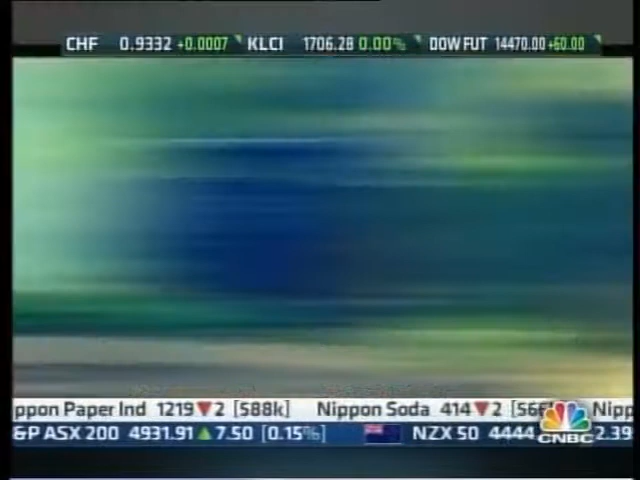 CHF 0.9332 +0.0007 KLCI 1706.28 0.00% DOW FUT 14470.00 +60.00
ppon Paper Ind 1219 ▼ 2 [588k] Nippon Soda 414 ▼ 2 Nipp
&P ASX 200 4931.91 ▲ 7.50 [0.15%] NZX 50 4444 2.39
CNBC